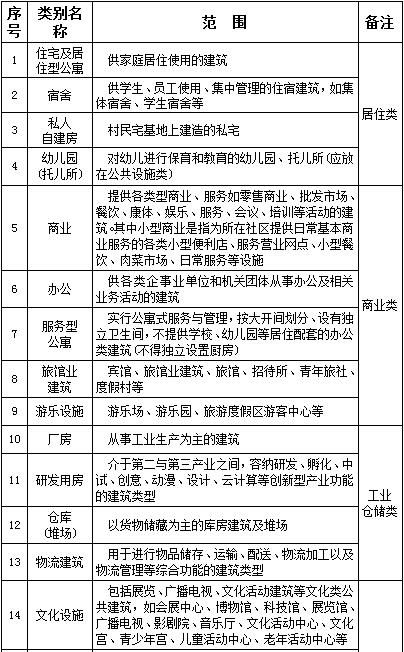 序号 类别名称 范　围 备注
1 住宅及居住型公寓 供家庭居住使用的建筑 居住类
2 宿舍 供学生、员工使用、集中管理的住宿建筑，如集体宿舍、学生宿舍等
3 私人自建房 村民宅基地上建造的私宅
4 幼儿园(托儿所) 对幼儿进行保育和教育的幼儿园、托儿所(应放在公共设施类)
5 商业 提供各类型商业、服务如零售商业、批发市场、餐饮、康体、娱乐、服务、会议、培训等活动的建筑。其中小型商业是指为所在社区提供日常基本商业服务的各类小型便利店、服务营业网点、小型餐饮、肉菜市场、日常服务等设施 商业类
6 办公 供各类企事业单位和机关团体从事办公及相关业务活动的建筑
7 服务型公寓 实行公寓式服务与管理，按大开间划分、设有独立卫生间，不提供学校、幼儿园等居住配套的办公类建筑(不得独立设置厨房)
8 旅馆业建筑 宾馆、旅馆业建筑、旅馆、招待所、青年旅社、度假村等
9 游乐设施 游乐场、游乐园、旅游度假区游客中心等
10 厂房 从事工业生产为主的建筑 工业仓储类
11 研发用房 介于第二与第三产业之间，容纳研发、孵化、中试、创意、动漫、设计、云计算等创新型产业功能的建筑类型
12 仓库(堆场) 以货物储藏为主的库房建筑及堆场
13 物流建筑 用于进行物品储存、运输、配送、物流加工以及物流管理等综合功能的建筑类型
14 文化设施 包括展览、广播电视、文化活动建筑等文化类公共建筑，如会展中心、博物馆、科技馆、展览馆、广播电视、影剧院、音乐厅、文化活动中心、文化宫、青少年宫、儿童活动中心、老年活动中心等